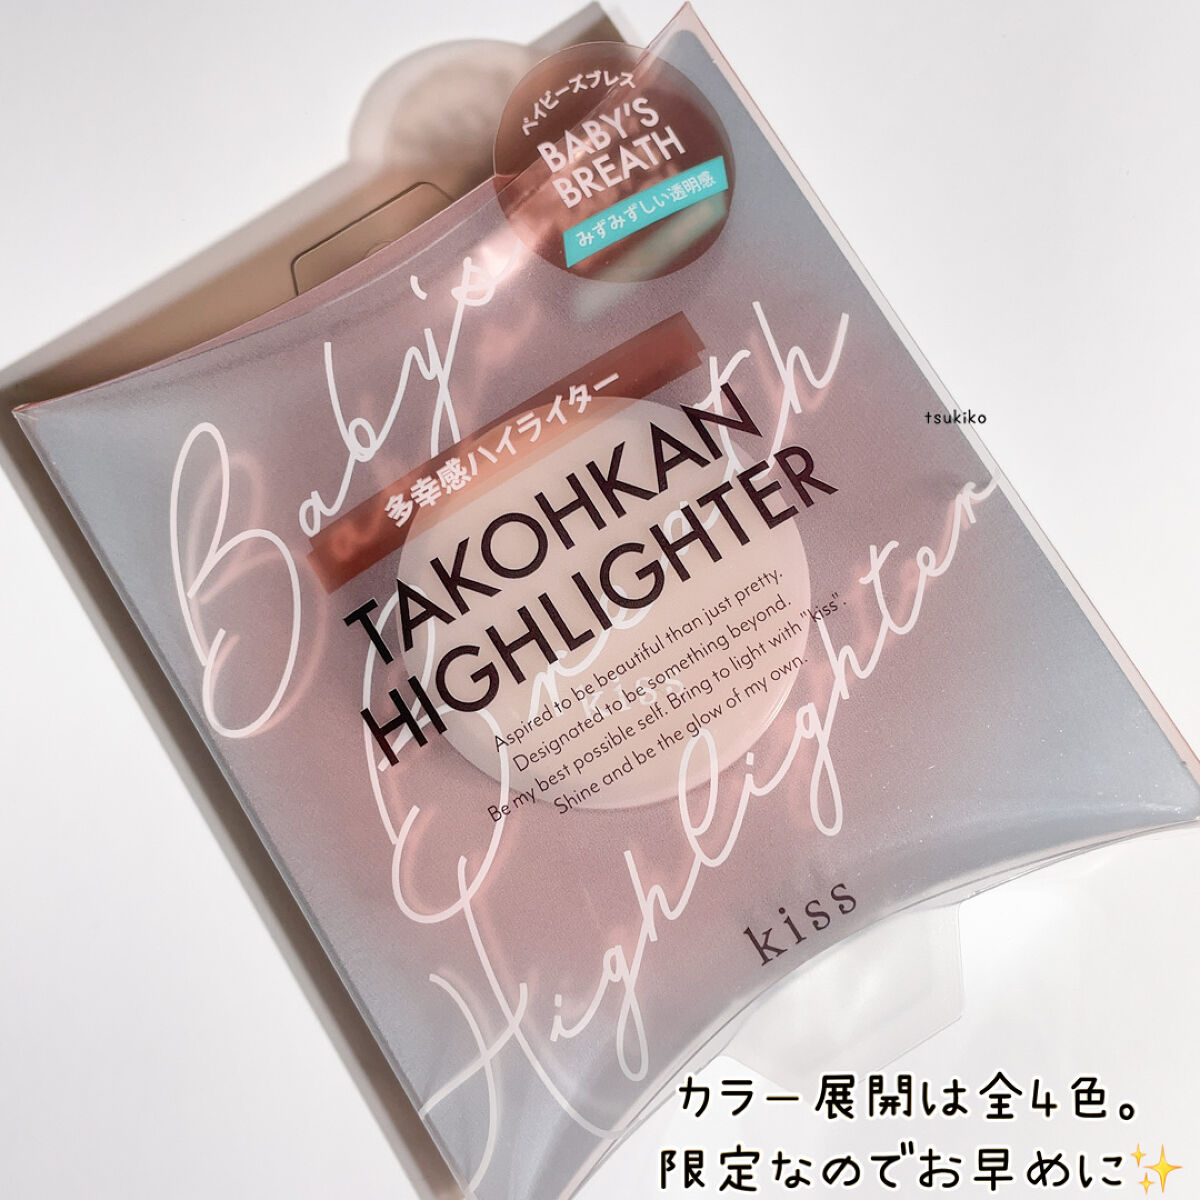 ベイビーズブレス
BABY'S
BREATH
みずみずしい透明感
Baby's
Breath
Highlighter
多幸感ハイライター
TAKOHKAN
HIGHLIGHTER
Aspired to be beautiful than just pretty.
Designated to be something beyond.
Be my best possible self. Bring to light with "kiss".
Shine and be the glow of my own.
kiss
kiss
tsukiko
カラー展開は全4色。
限定なのでお早めに✨